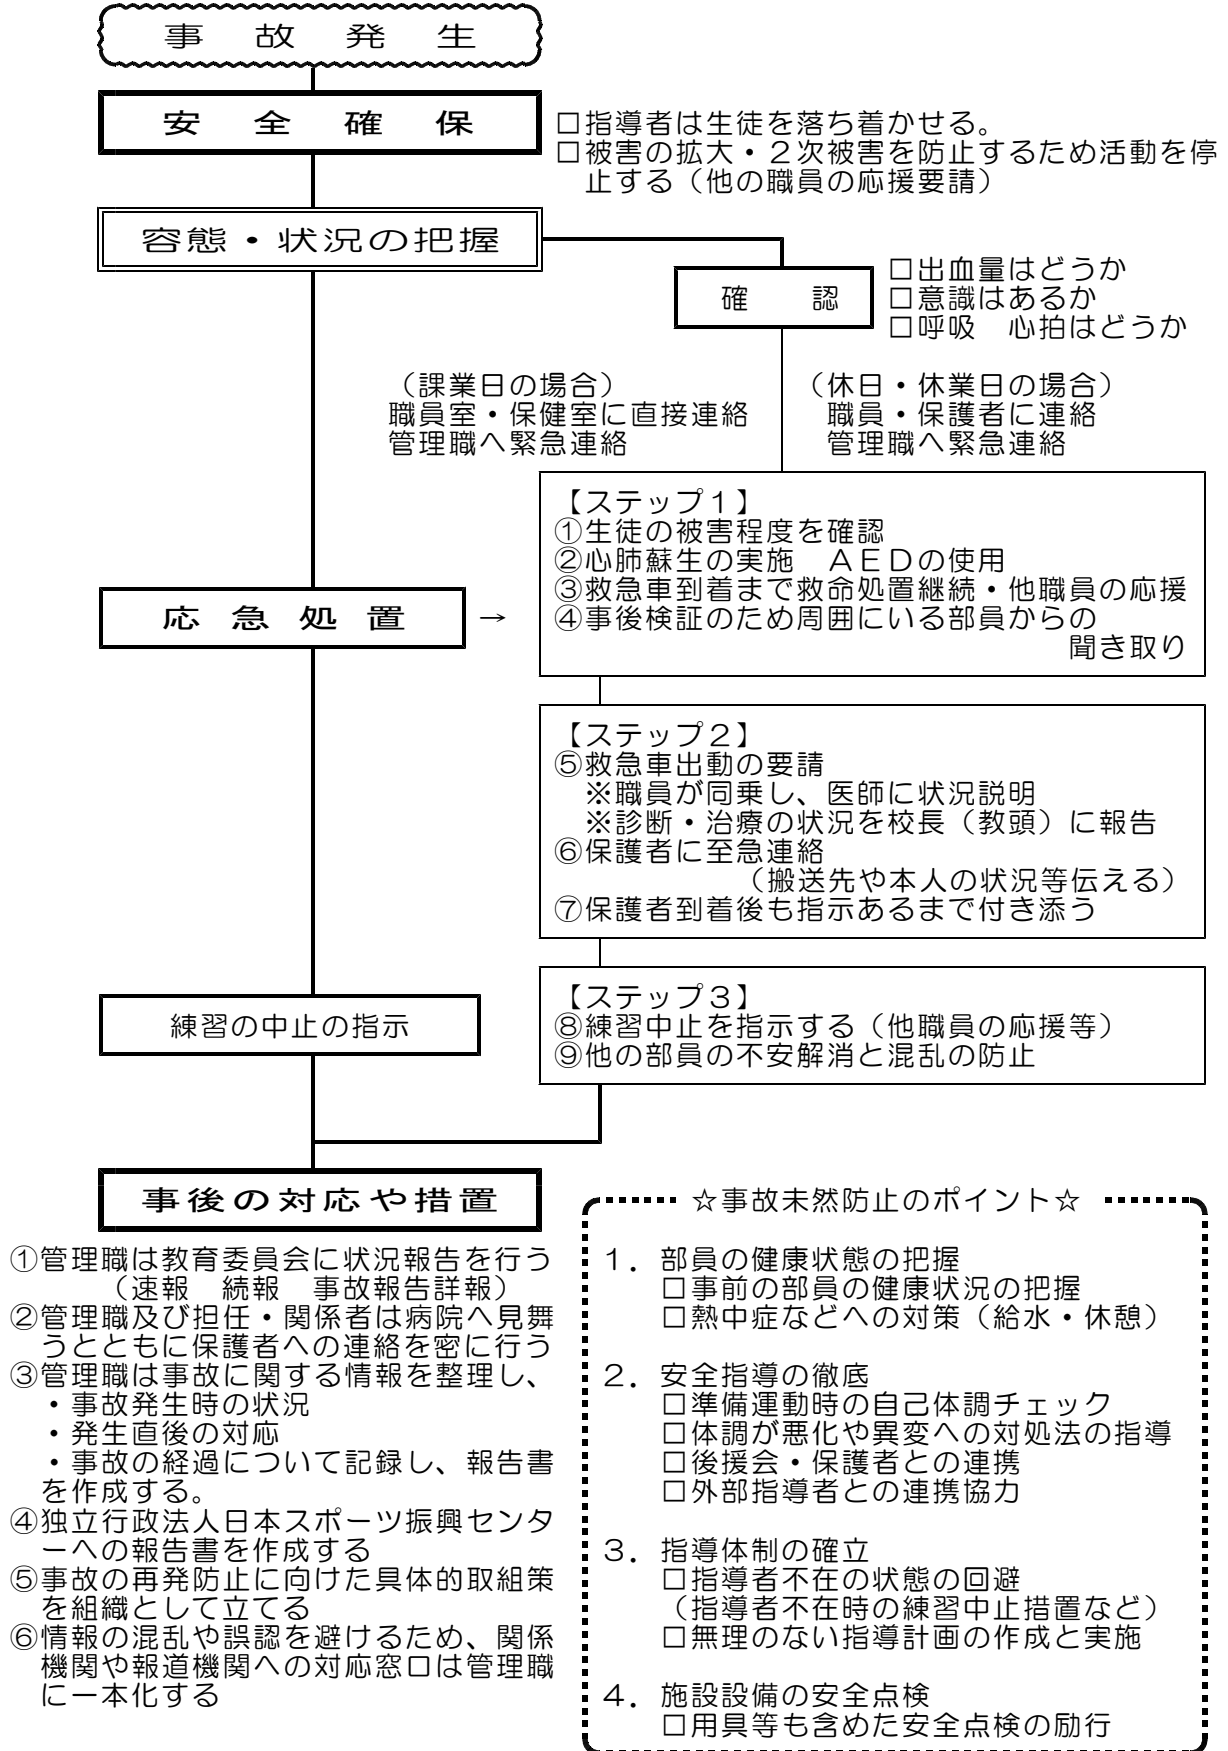 事　故　発　生
安　全　確　保
□指導者は生徒を落ち着かせる。
□被害の拡大・２次被害を防止するため活動を停
止する（他の職員の応援要請）
容態・状況の把握
確　認
□出血量はどうか
□意識はあるか
□呼吸　心拍はどうか
（課業日の場合）
職員室・保健室に直接連絡
管理職へ緊急連絡
（休日・休業日の場合）
職員・保護者に連絡
管理職へ緊急連絡
【ステップ１】
①生徒の被害程度を確認
②心肺蘇生の実施　ＡＥＤの使用
③救急車到着まで救命処置継続・他職員の応援
④事後検証のため周囲にいる部員からの
聞き取り
応　急　処　置
→
【ステップ２】
⑤救急車出動の要請
※職員が同乗し、医師に状況説明
※診断・治療の状況を校長（教頭）に報告
⑥保護者に至急連絡
（搬送先や本人の状況等伝える）
⑦保護者到着後も指示あるまで付き添う
練習の中止の指示
【ステップ３】
⑧練習中止を指示する（他職員の応援等）
⑨他の部員の不安解消と混乱の防止
事後の対応や措置
①管理職は教育委員会に状況報告を行う
（速報　続報　事故報告詳報）
②管理職及び担任・関係者は病院へ見舞
うとともに保護者への連絡を密に行う
③管理職は事故に関する情報を整理し、
・事故発生時の状況
・発生直後の対応
・事故の経過について記録し、報告書
を作成する。
④独立行政法人日本スポーツ振興センタ
ーへの報告書を作成する
⑤事故の再発防止に向けた具体的取組策
を組織として立てる
⑥情報の混乱や誤認を避けるため、関係
機関や報道機関への対応窓口は管理職
に一本化する
☆事故未然防止のポイント☆
１．部員の健康状態の把握
□事前の部員の健康状況の把握
□熱中症などへの対策（給水・休憩）
２．安全指導の徹底
□準備運動時の自己体調チェック
□体調が悪化や異変への対処法の指導
□後援会・保護者との連携
□外部指導者との連携協力
３．指導体制の確立
□指導者不在の状態の回避
（指導者不在時の練習中止措置など）
□無理のない指導計画の作成と実施
４．施設設備の安全点検
□用具等も含めた安全点検の励行